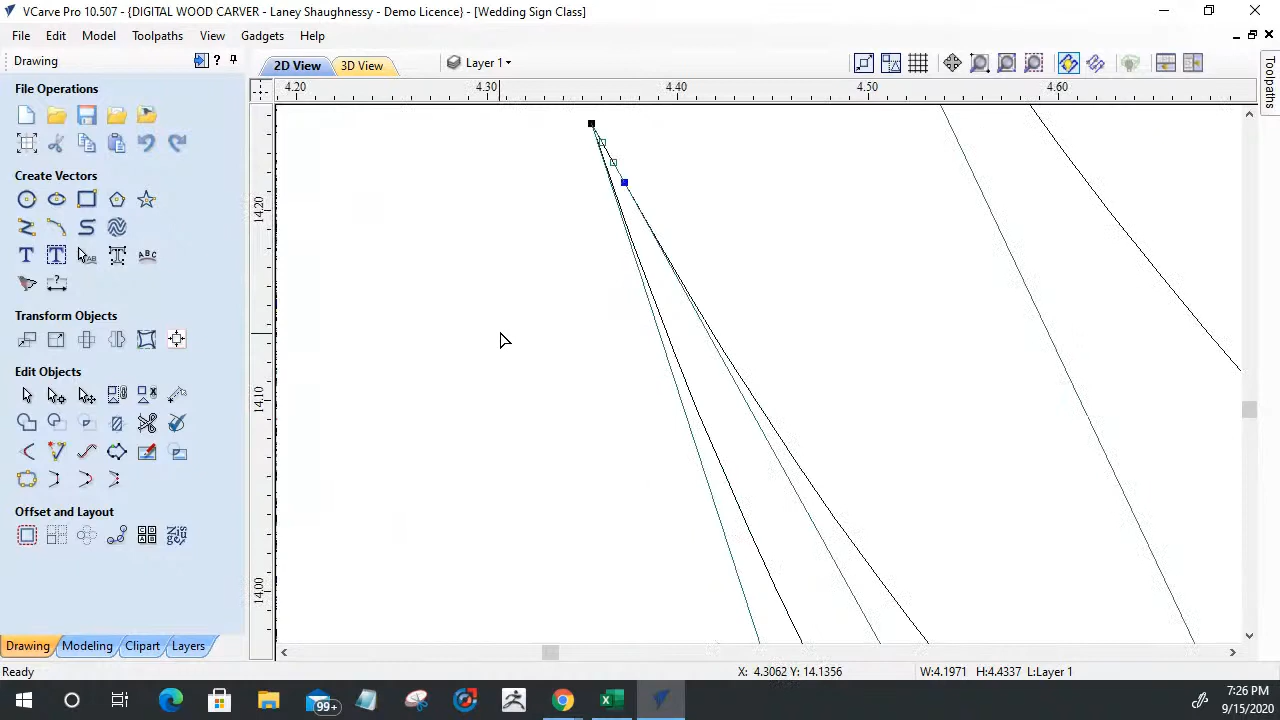 VCarve Pro 10.507 - {DIGITAL WOOD CARVER - Laney Shaughnessy - Demo Licence} - [Wedding Sign Class]
File Edit Model Toolpaths View Gadgets Help
Drawing
2D View 3D View Layer 1
Toolpaths
4.20 4.30 4.40 4.50 4.60
14.20
14.10
14.00
File Operations
Create Vectors
Transform Objects
Edit Objects
Offset and Layout
Drawing Modeling Clipart Layers
Ready X: 4.3062 Y: 14.1356 W:4.1971 H:4.4337 L:Layer 1
99+
7:26 PM
9/15/2020